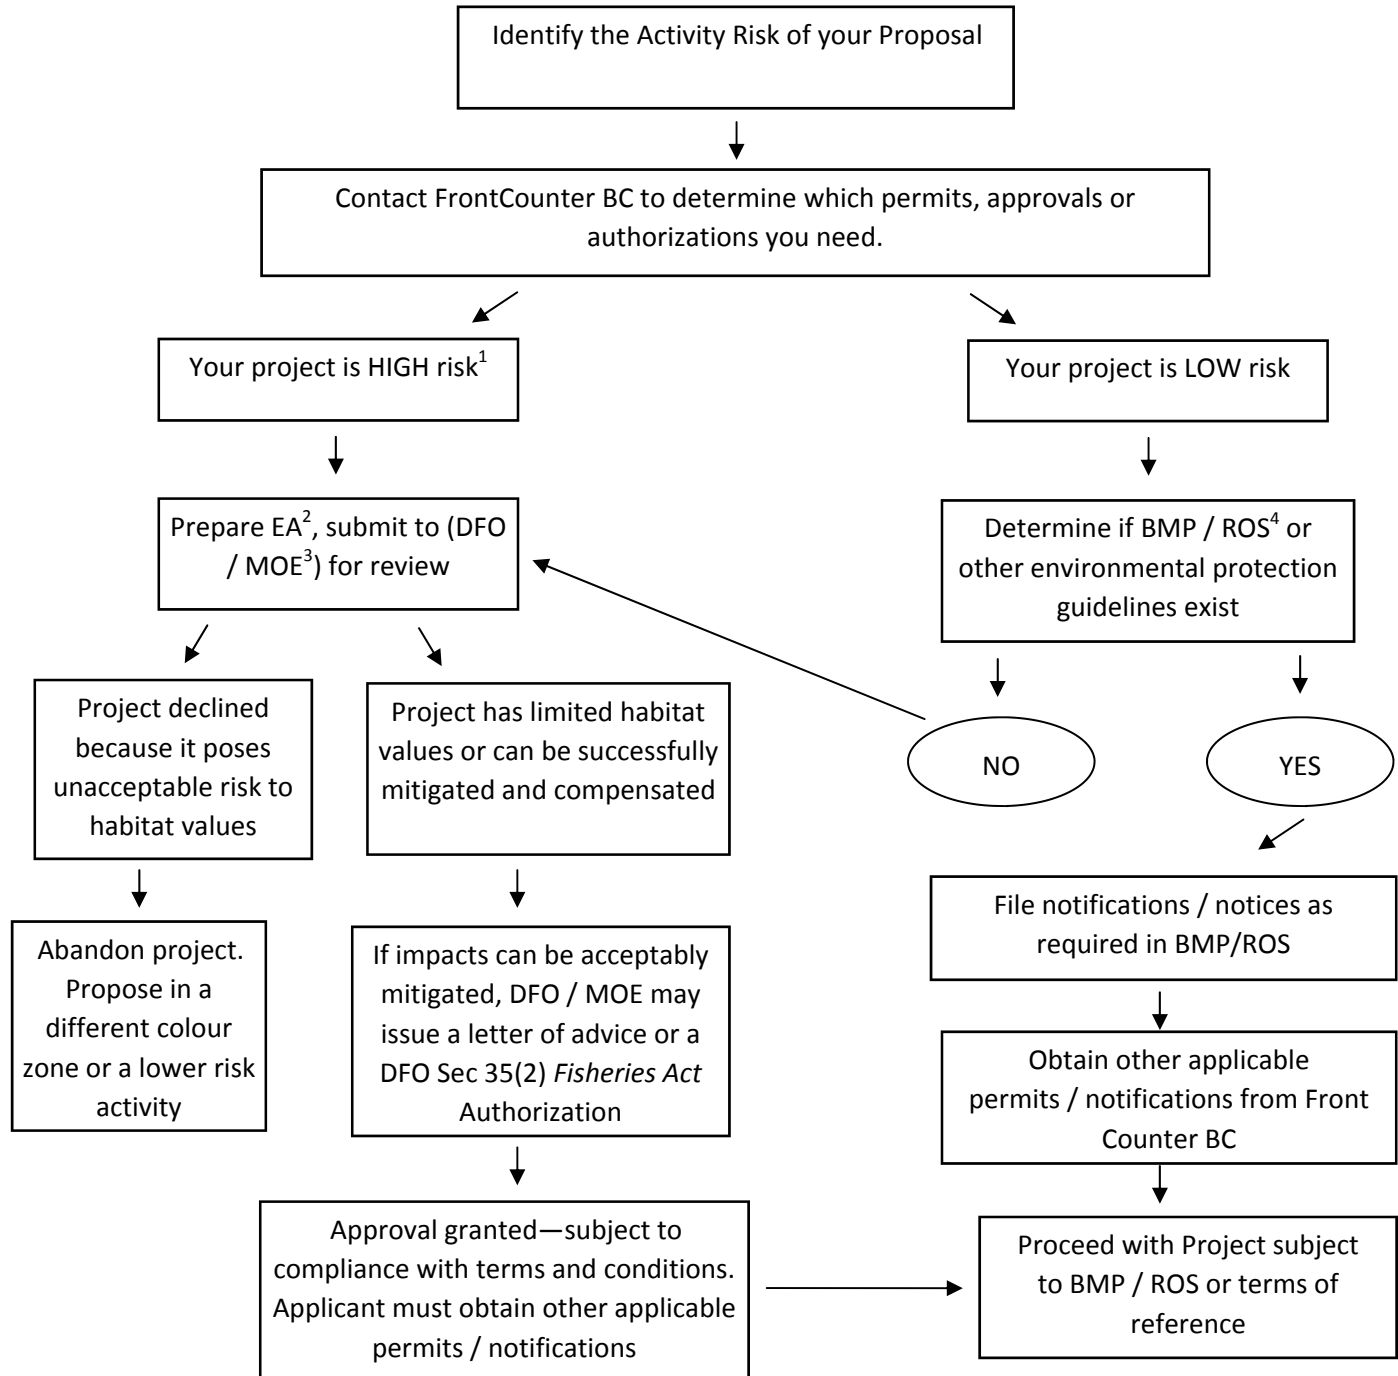 Identify the Activity Risk of your Proposal
Contact FrontCounter BC to determine which permits, approvals or
authorizations you need.
Your project is HIGH risk¹
Your project is LOW risk
Prepare EA², submit to (DFO
/ MOE³) for review
Determine if BMP / ROS⁴ or
other environmental protection
guidelines exist
Project declined
because it poses
unacceptable risk to
habitat values
Project has limited habitat
values or can be successfully
mitigated and compensated
NO
YES
Abandon project.
Propose in a
different colour
zone or a lower risk
activity
If impacts can be acceptably
mitigated, DFO / MOE may
issue a letter of advice or a
DFO Sec 35(2) Fisheries Act
Authorization
File notifications / notices as
required in BMP/ROS
Obtain other applicable
permits / notifications from Front
Counter BC
Approval granted—subject to
compliance with terms and conditions.
Applicant must obtain other applicable
permits / notifications
Proceed with Project subject
to BMP / ROS or terms of
reference